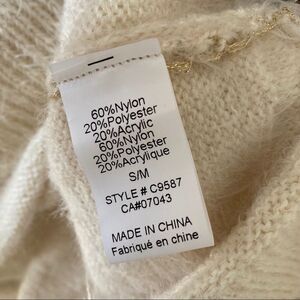 60%Nylon
20%Polyester
20%Acrylic
60%Nylon
20%Polyester
20%Acrylique
S/M
STYLE # C9587
CA#07043
MADE IN CHINA
Fabriqué en chine